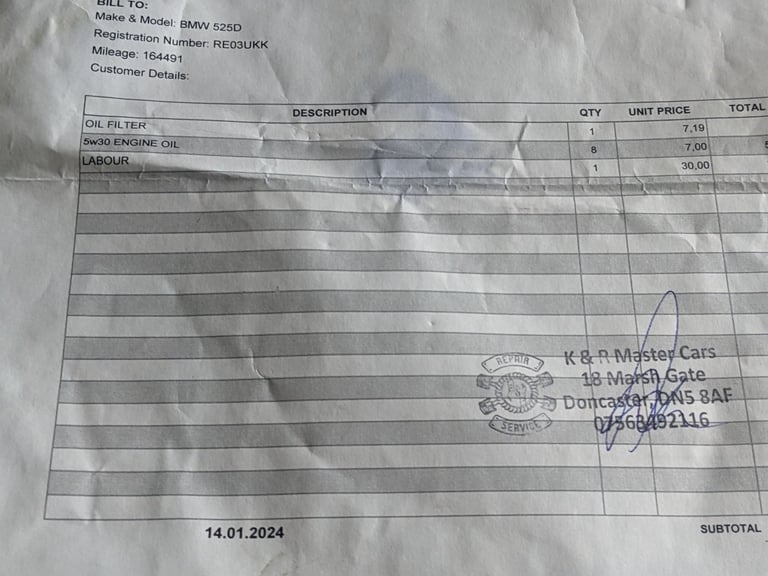 BILL TO:
Make & Model: BMW 525D
Registration Number: RE03UKK
Mileage: 164491
Customer Details:
DESCRIPTION QTY UNIT PRICE TOTAL
OIL FILTER 1 7,19
5w30 ENGINE OIL 8 7,00 5
LABOUR 1 30,00
REPAIR
SERVICE
K & R Master Cars
18 Marsh Gate
Doncaster, DN5 8AF
07568492116
14.01.2024
SUBTOTAL